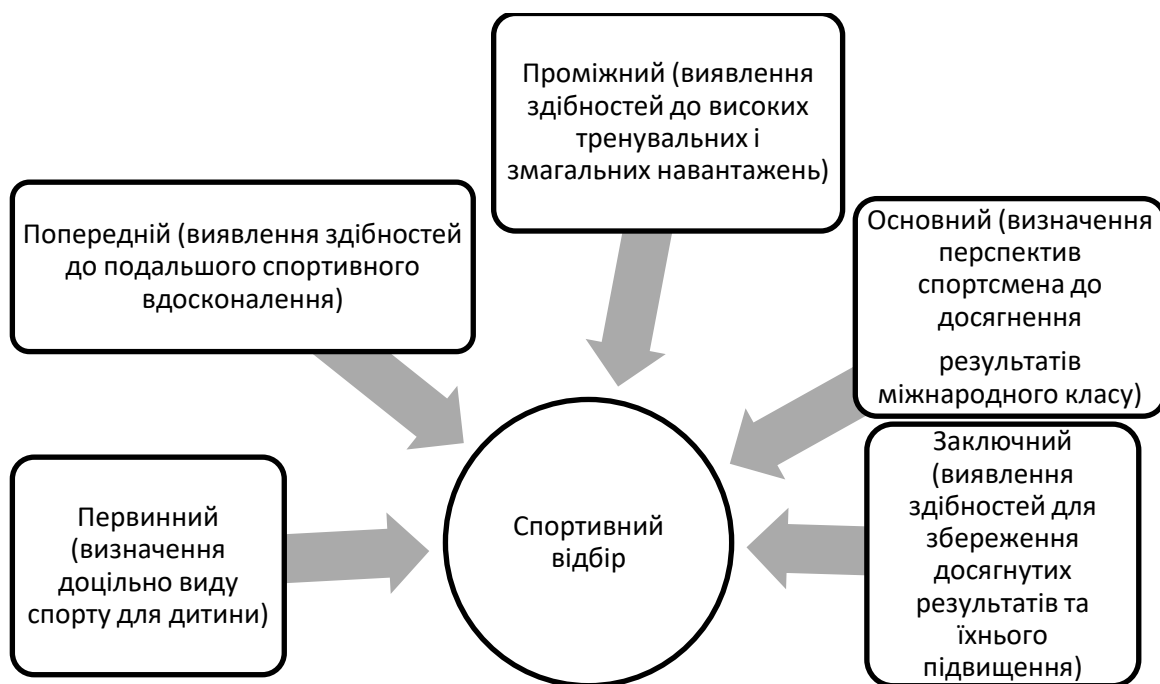 Проміжний (виявлення
здібностей до високих
тренувальних і
змагальних навантажень)
Попередній (виявлення здібностей
до подальшого спортивного
вдосконалення)
Основний (визначення
перспектив
спортсмена до
досягнення
результатів
міжнародного класу)
Первинний
(визначення
доцільно виду
спорту для дитини)
Спортивний
відбір
Заключний
(виявлення
здібностей для
збереження
досягнутих
результатів та
їхнього
підвищення)